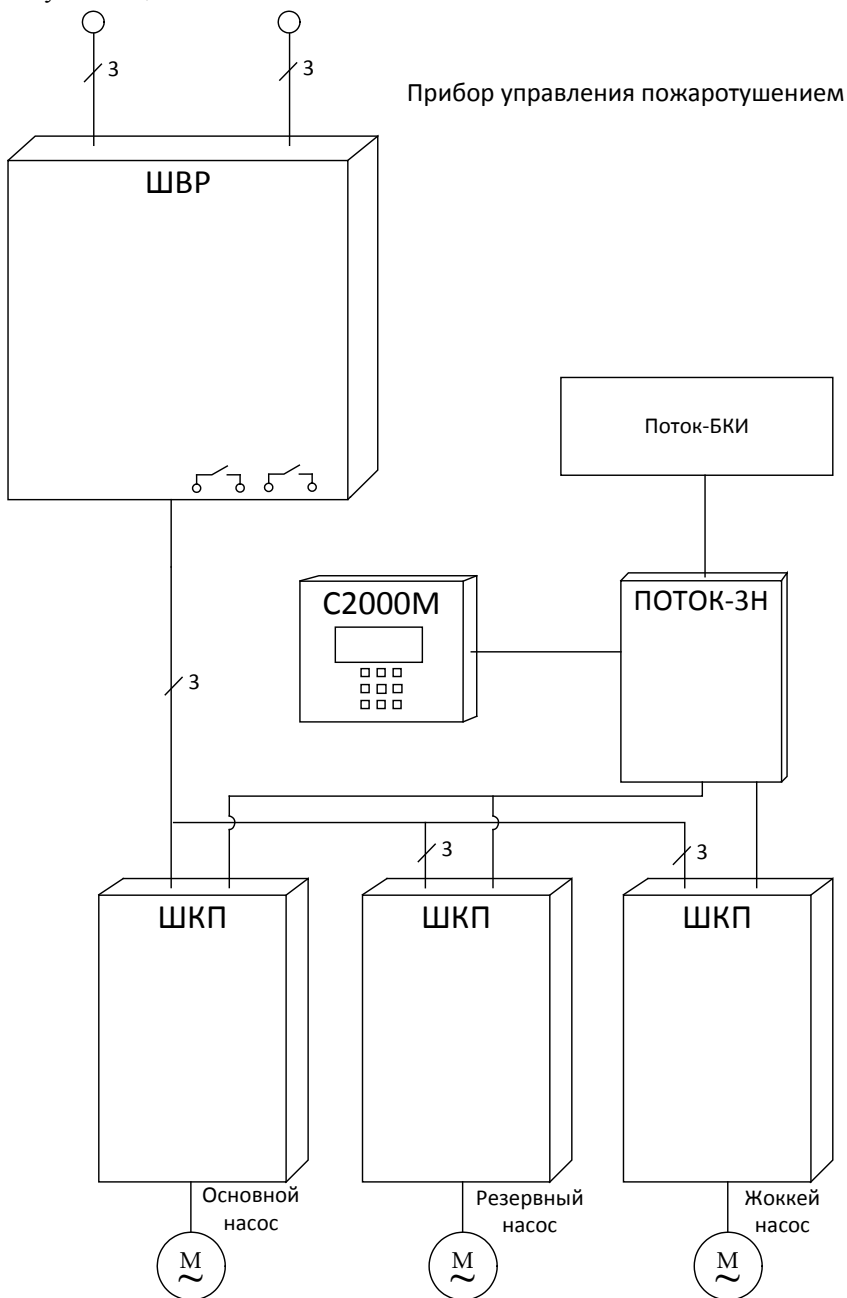 3
3
Прибор управления пожаротушением
ШВР
Поток-БКИ
С2000М
ПОТОК-3Н
3
3
3
ШКП
ШКП
ШКП
Основной
насос
Резервный
насос
Жоккей
насос
M
~
M
~
M
~